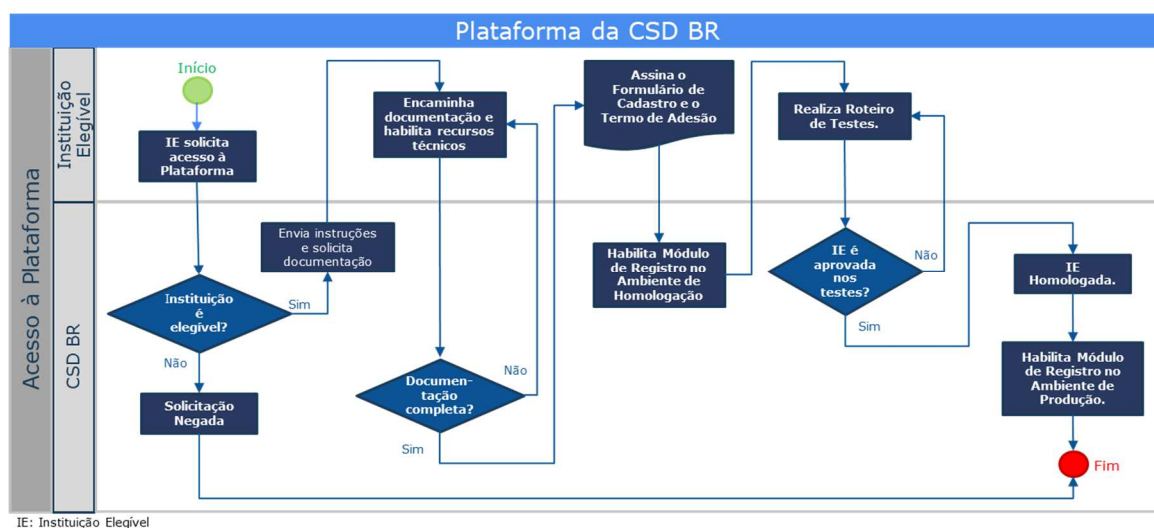 Plataforma da CSD BR
Acesso à Plataforma
Instituição
Elegível
CSD BR
Início
IE solicita
acesso à
Plataforma
Instituição
é
elegível?
Sim
Não
Solicitação
Negada
Envia instruções
e solicita
documentação
Encaminha
documentação e
habilita recursos
técnicos
Documen-
tação
completa?
Não
Sim
Assina o
Formulário de
Cadastro e o
Termo de Adesão
Habilita Módulo
de Registro no
Ambiente de
Homologação
Realiza Roteiro
de Testes.
IE é
aprovada
nos
testes?
Não
Sim
IE
Homologada.
Habilita Módulo
de Registro no
Ambiente de
Produção.
Fim
IE: Instituição Elegível